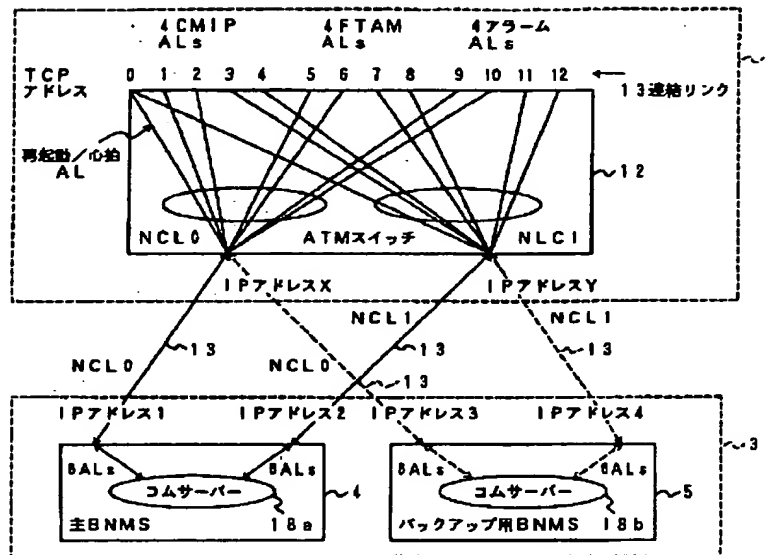 4CMIP 4FTAM 4アラーム
ALs ALs ALs
TCP 0 1 2 3 4 5 6 7 8 9 10 11 12
アドレス 13連結リンク
再起動/心拍
AL
12
NCL0 ATMスイッチ NLC1
IPアドレスX IPアドレスY
NCL1 NCL1
13 13 13
NCL0 NCL0
13
IPアドレス1 IPアドレス2 IPアドレス3 IPアドレス4
3
6ALs 6ALs 6ALs 6ALs
コムサーバー コムサーバー
4 5
主BNMS 18a バックアップ用BNMS 18b